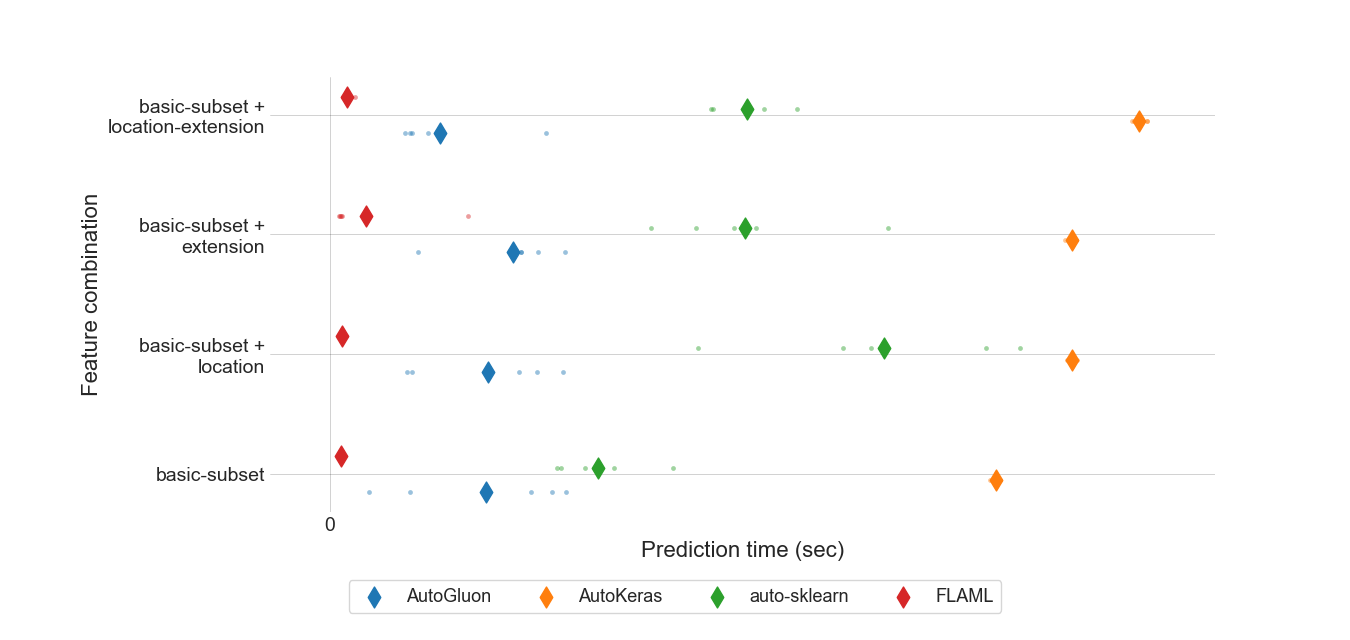 basic-subset +
location-extension
basic-subset +
extension
basic-subset +
location
basic-subset
Feature combination
0
Prediction time (sec)
AutoGluon
AutoKeras
auto-sklearn
FLAML